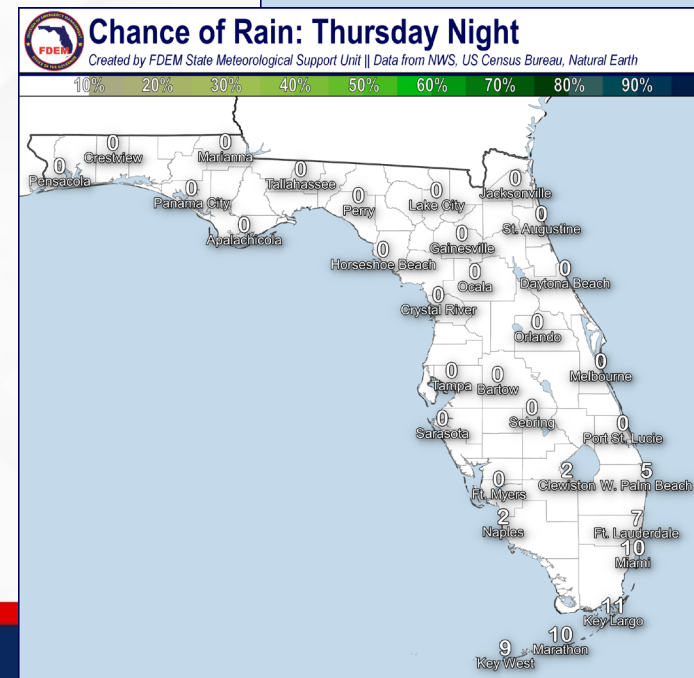 Chance of Rain: Thursday Night
FDEM
Created by FDEM State Meteorological Support Unit || Data from NWS, US Census Bureau, Natural Earth
10% 20% 30% 40% 50% 60% 70% 80% 90%
0
Crestview
0
Marianna
0
Pensacola
0
Tallahassee
0
Jacksonville
0
Panama City
0
Perry
0
Lake City
0
St. Augustine
0
Apalachicola
0
Gainesville
0
Horseshoe Beach
0
Ocala
0
Daytona Beach
0
Crystal River
0
Orlando
0
Melbourne
0
Tampa
0
Bartow
0
Sebring
0
Sarasota
0
Port St. Lucie
0
Ft. Myers
2
Clewiston
5
W. Palm Beach
2
Naples
7
Ft. Lauderdale
10
Miami
11
Key Largo
10
Marathon
9
Key West